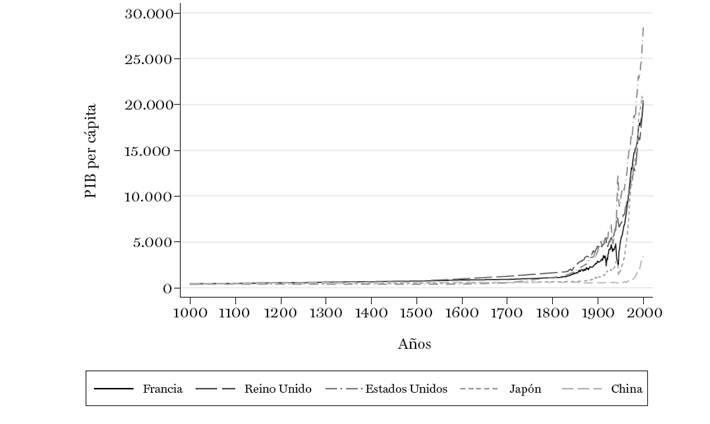 30.000
25.000
20.000
15.000
10.000
5.000
0
PIB per cápita
1000 1100 1200 1300 1400 1500 1600 1700 1800 1900 2000
Años
Francia Reino Unido Estados Unidos Japón China